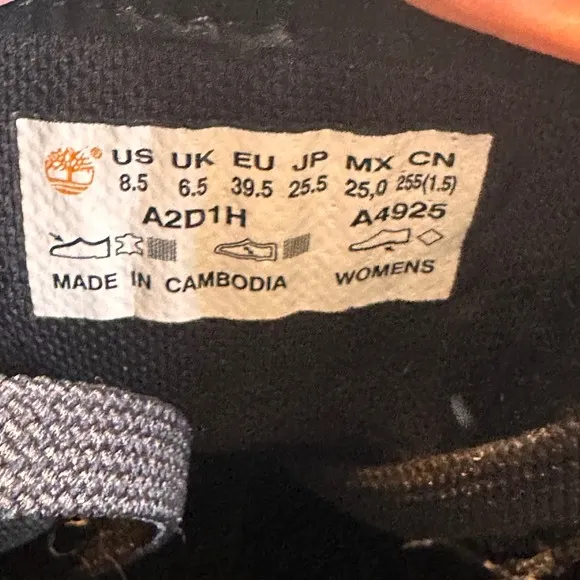 ® US UK EU JP MX CN
8.5 6.5 39.5 25.5 25,0 255(1.5)
A2D1H A4925
MADE IN CAMBODIA WOMENS